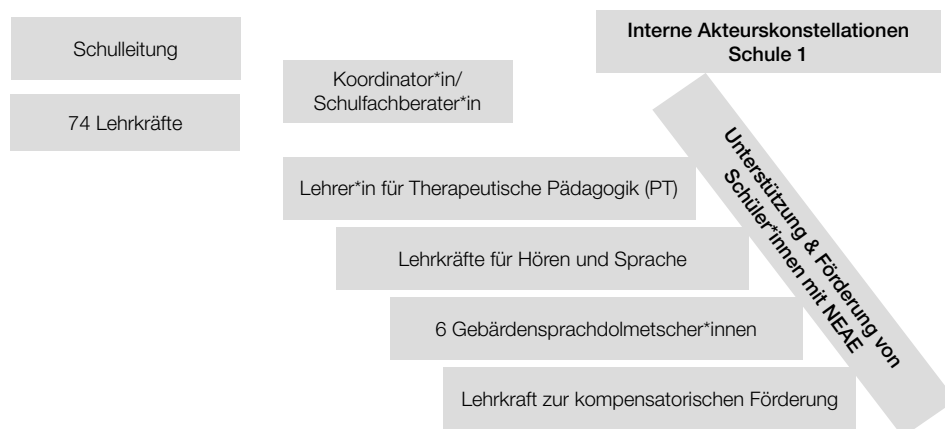 Interne Akteurskonstellationen
Schule 1
Schulleitung
74 Lehrkräfte
Koordinator*in/
Schulfachberater*in
Lehrer*in für Therapeutische Pädagogik (PT)
Lehrkräfte für Hören und Sprache
6 Gebärdensprachdolmetscher*innen
Lehrkraft zur kompensatorischen Förderung
Unterstützung & Förderung von
Schüler*innen mit NEAE